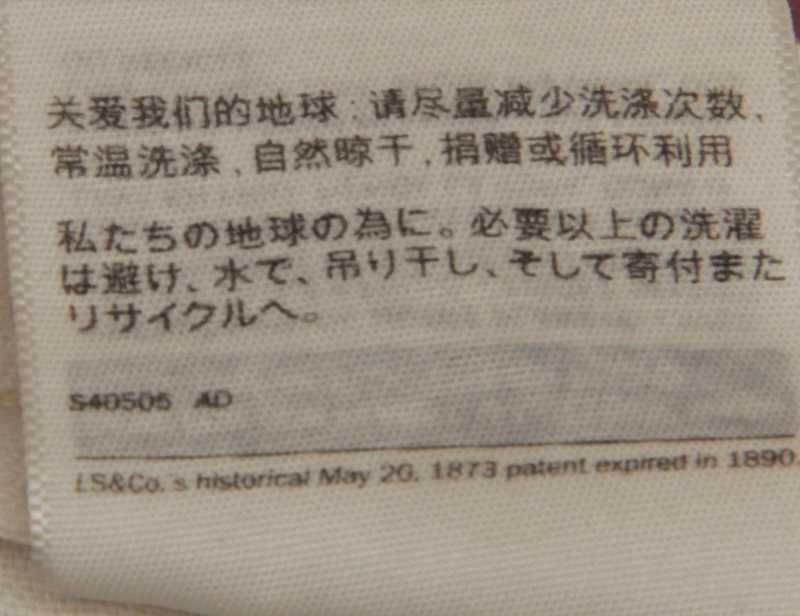 关爱我们的地球：请尽量减少洗涤次数、
常温洗涤，自然晾干，捐赠或循环利用
私たちの地球の為に。必要以上の洗濯
は避け、水で、吊り干し、そして寄付また
リサイクルへ。
S40505 AD
LS&Co.'s historical May 20, 1873 patent expired in 1890.